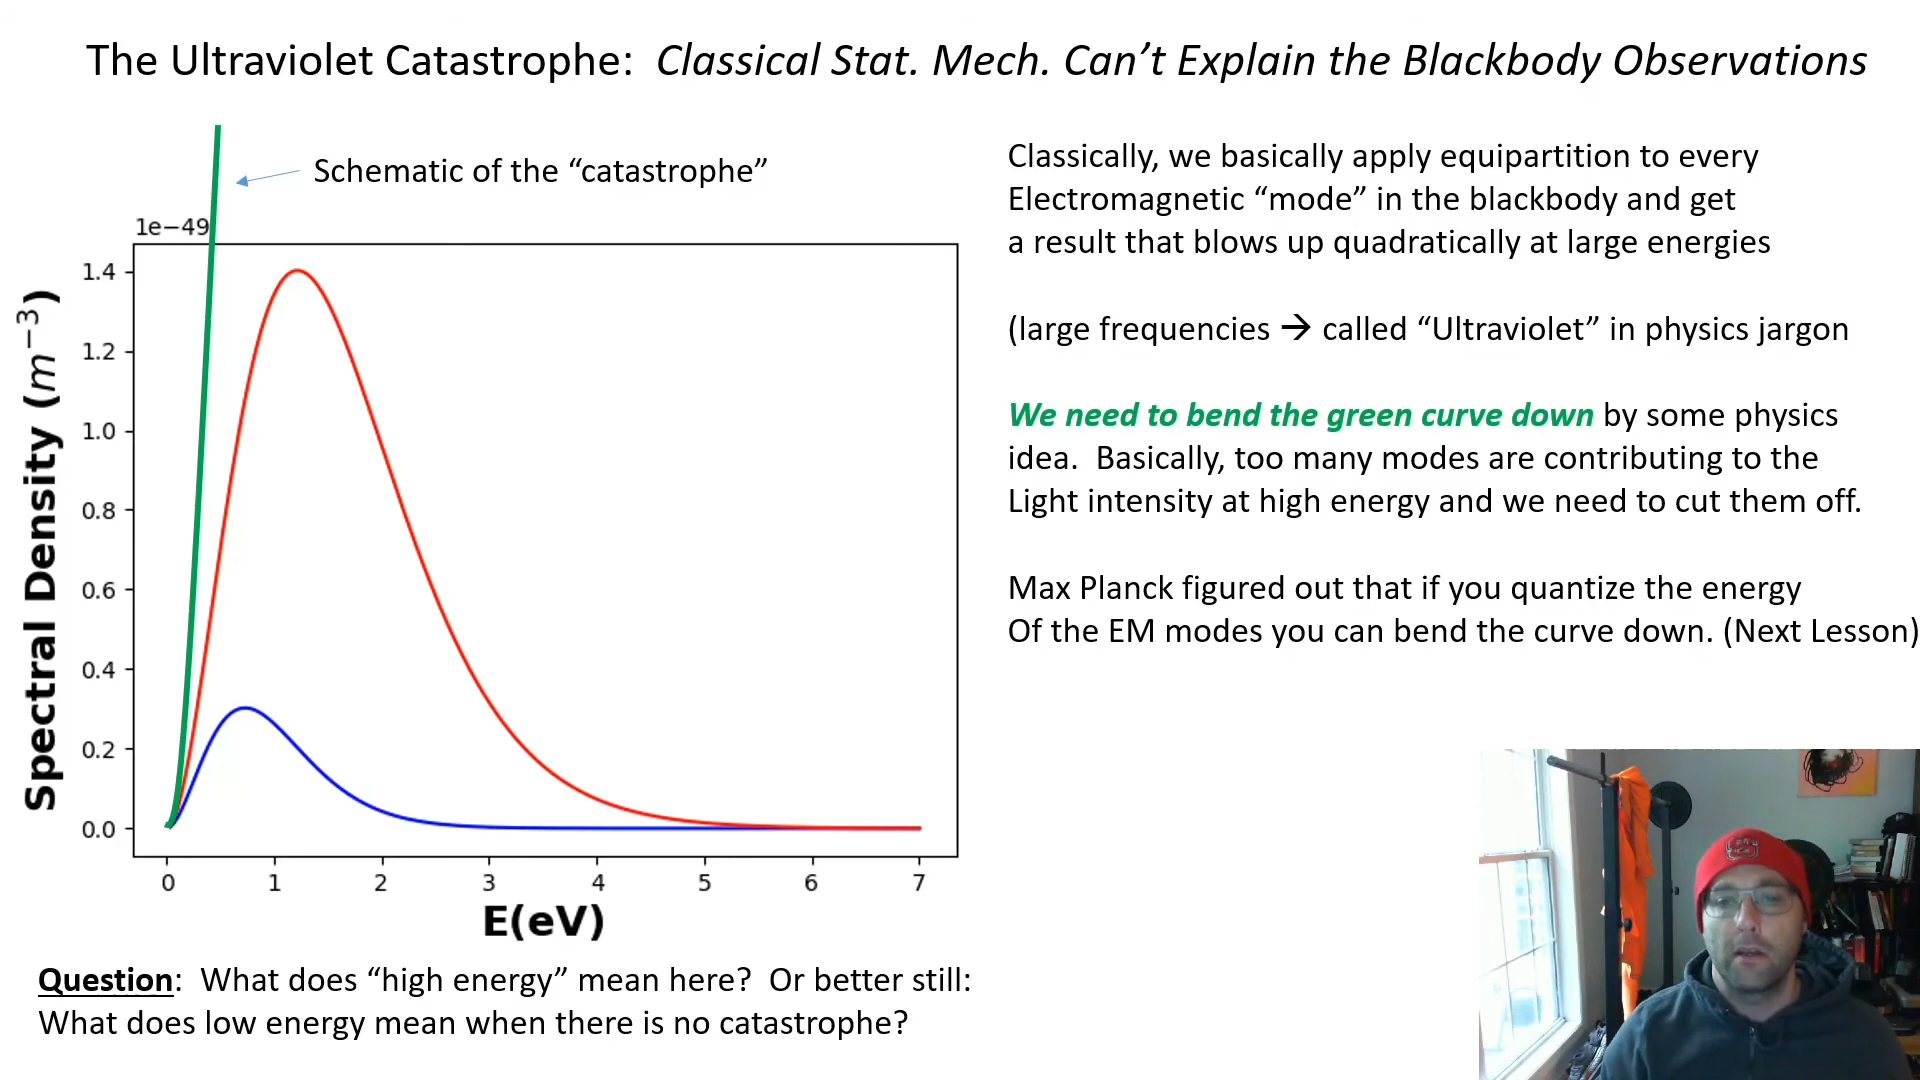 The Ultraviolet Catastrophe: Classical Stat. Mech. Can’t Explain the Blackbody Observations
Schematic of the “catastrophe”
1e−49
1.4
1.2
1.0
0.8
0.6
0.4
0.2
0.0
Spectral Density (m⁻³)
0 1 2 3 4 5 6 7
E(eV)
Question: What does “high energy” mean here? Or better still:
What does low energy mean when there is no catastrophe?
Classically, we basically apply equipartition to every
Electromagnetic “mode” in the blackbody and get
a result that blows up quadratically at large energies
(large frequencies → called “Ultraviolet” in physics jargon
We need to bend the green curve down by some physics
idea. Basically, too many modes are contributing to the
Light intensity at high energy and we need to cut them off.
Max Planck figured out that if you quantize the energy
Of the EM modes you can bend the curve down. (Next Lesson)